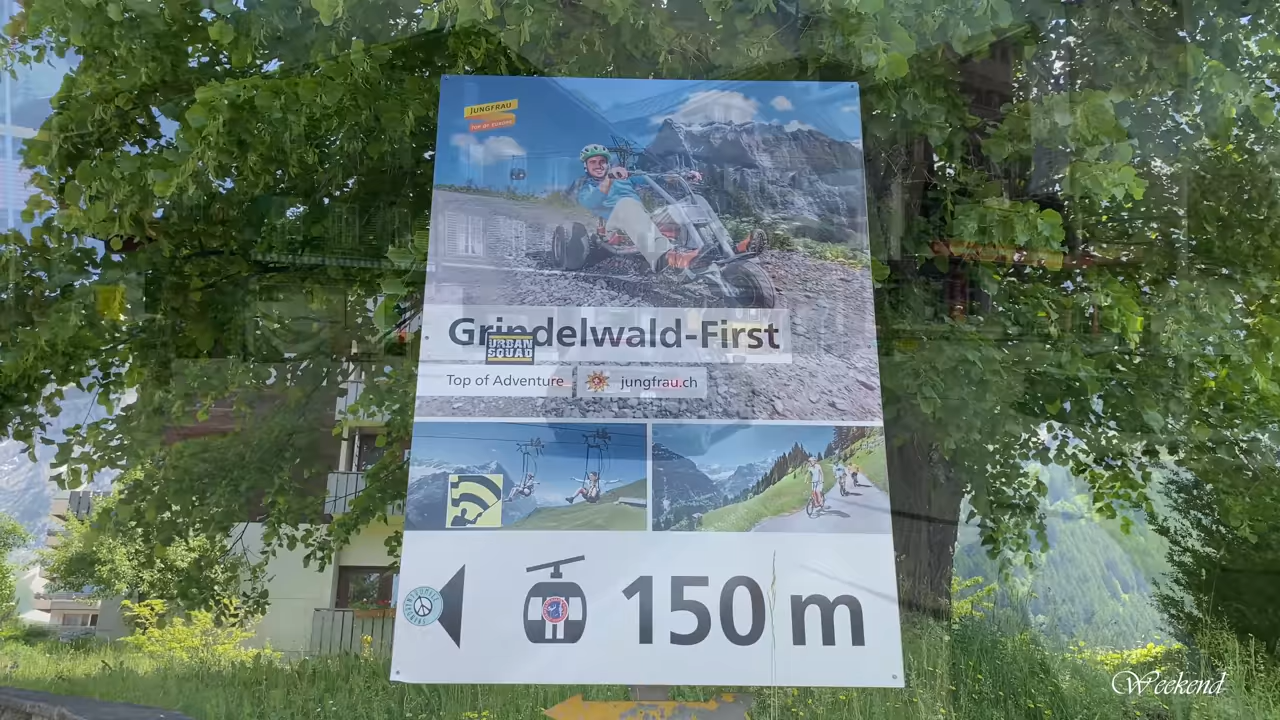 JUNGFRAU
TOP OF EUROPE
Grindelwald-First
URBAN
SQUAD
Top of Adventure
jungfrau.ch
150 m
Weekend